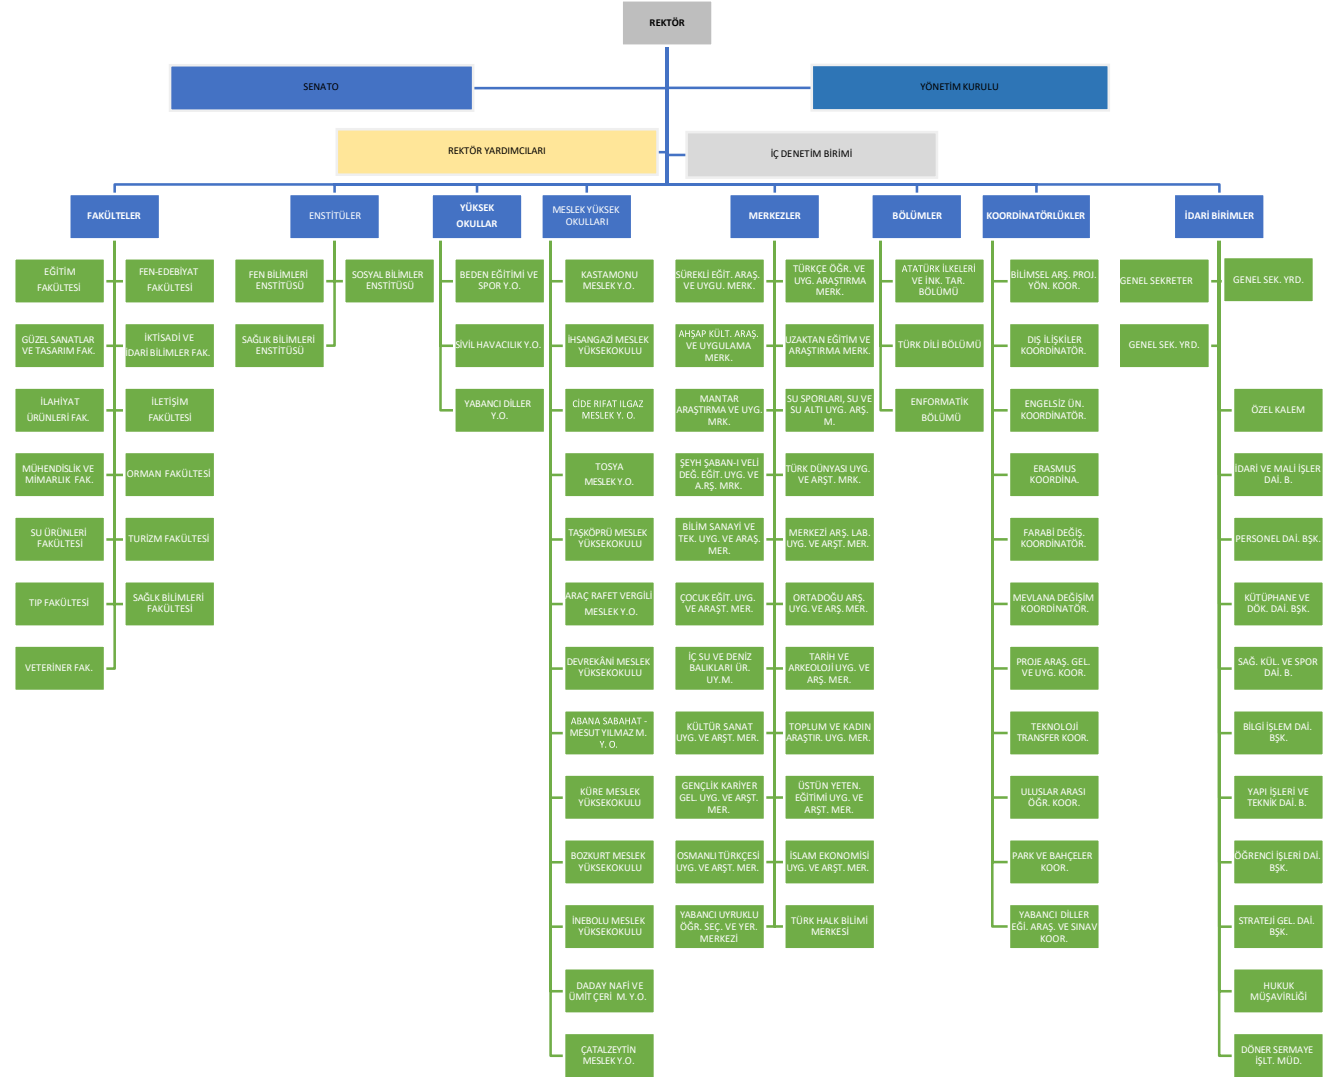 REKTÖR
SENATO
YÖNETİM KURULU
REKTÖR YARDIMCILARI
İÇ DENETİM BİRİMİ
FAKÜLTELER
EĞİTİM
FAKÜLTESİ
FEN-EDEBİYAT
FAKÜLTESİ
GÜZEL SANATLAR
VE TASARIM FAK.
İKTİSADİ VE
İDARİ BİLİMLER FAK.
İLAHİYAT
ÜRÜNLERİ FAK.
İLETİŞİM
FAKÜLTESİ
MÜHENDİSLİK VE
MİMARLIK FAK.
ORMAN FAKÜLTESİ
SU ÜRÜNLERİ
FAKÜLTESİ
TURİZM FAKÜLTESİ
TIP FAKÜLTESİ
SAĞLK BİLİMLERİ
FAKÜLTESİ
VETERİNER FAK.
ENSTİTÜLER
FEN BİLİMLERİ
ENSTİTÜSÜ
SOSYAL BİLİMLER
ENSTİTÜSÜ
SAĞLIK BİLİMLERİ
ENSTİTÜSÜ
YÜKSEK
OKULLAR
BEDEN EĞİTİMİ VE
SPOR Y.O.
SİVİL HAVACILIK Y.O.
YABANCI DİLLER
Y.O.
MESLEK YÜKSEK
OKULLARI
KASTAMONU
MESLEK Y.O.
İHSANGAZİ MESLEK
YÜKSEKOKULU
CİDE RIFAT ILGAZ
MESLEK Y. O.
TOSYA
MESLEK Y.O.
TAŞKÖPRÜ MESLEK
YÜKSEKOKULU
ARAÇ RAFET VERGİLİ
MESLEK Y.O.
DEVREKÂNİ MESLEK
YÜKSEKOKULU
ABANA SABAHAT -
MESUT YILMAZ M.
Y. O.
KÜRE MESLEK
YÜKSEKOKULU
BOZKURT MESLEK
YÜKSEKOKULU
İNEBOLU MESLEK
YÜKSEKOKULU
DADAY NAFİ VE
ÜMİT ÇERİ M. Y.O.
ÇATALZEYTİN
MESLEK Y.O.
MERKEZLER
SÜREKLİ EĞİT. ARAŞ.
VE UYGU. MERK.
TÜRKÇE ÖĞR. VE
UYG. ARAŞTIRMA
MERK.
AHŞAP KÜLT. ARAŞ.
VE UYGULAMA
MERK.
UZAKTAN EĞİTİM VE
ARAŞTIRMA MERK.
MANTAR
ARAŞTIRMA VE UYG.
MRK.
SU SPORLARI, SU VE
SU ALTI UYG. ARŞ.
M.
ŞEYH ŞABAN-I VELİ
DEĞ. EĞİT. UYG. VE
A.RŞ. MRK.
TÜRK DÜNYASI UYG.
VE ARŞT. MRK.
BİLİM SANAYİ VE
TEK. UYG. VE ARAŞ.
MER.
MERKEZİ ARŞ. LAB.
UYG. VE ARŞT. MER.
ÇOCUK EĞİT. UYG.
VE ARAŞT. MER.
ORTADOĞU ARŞ.
UYG. VE ARŞ. MER.
İÇ SU VE DENİZ
BALIKLARI ÜR.
UY.M.
TARİH VE
ARKEOLOJİ UYG. VE
ARŞ. MER.
KÜLTÜR SANAT
UYG. VE ARŞT. MER.
TOPLUM VE KADIN
ARAŞTIR. UYG. MER.
GENÇLİK KARİYER
GEL. UYG. VE ARŞT.
MER.
ÜSTÜN YETEN.
EĞİTİMİ UYG. VE
ARŞT. MER.
OSMANLI TÜRKÇESİ
UYG. VE ARŞT. MER.
İSLAM EKONOMİSİ
UYG. VE ARŞT. MER.
YABANCI UYRUKLU
ÖĞR. SEÇ. VE YER.
MERKEZİ
TÜRK HALK BİLİMİ
MERKESİ
BÖLÜMLER
ATATÜRK İLKELERİ
VE İNK. TAR.
BÖLÜMÜ
TÜRK DİLİ BÖLÜMÜ
ENFORMATİK
BÖLÜMÜ
KOORDİNATÖRLÜKLER
BİLİMSEL ARŞ. PROJ.
YÖN. KOOR.
DIŞ İLİŞKİLER
KOORDİNATÖR.
ENGELSİZ ÜN.
KOORDİNATÖR.
ERASMUS
KOORDİNA.
FARABİ DEĞİŞ.
KOORDİNATÖR.
MEVLANA DEĞİŞİM
KOORDİNATÖR.
PROJE ARAŞ. GEL.
VE UYG. KOOR.
TEKNOLOJİ
TRANSFER KOOR.
ULUSLAR ARASI
ÖĞR. KOOR.
PARK VE BAHÇELER
KOOR.
YABANCI DİLLER
EĞİ. ARAŞ. VE SINAV
KOOR.
İDARİ BİRİMLER
GENEL SEKRETER
GENEL SEK. YRD.
GENEL SEK. YRD.
ÖZEL KALEM
İDARİ VE MALİ İŞLER
DAİ. B.
PERSONEL DAİ. BŞK.
KÜTÜPHANE VE
DÖK. DAİ. BŞK.
SAĞ. KÜL. VE SPOR
DAİ. B.
BİLGİ İŞLEM DAİ.
BŞK.
YAPI İŞLERİ VE
TEKNİK DAİ. B.
ÖĞRENCİ İŞLERİ DAİ.
BŞK.
STRATEJİ GEL. DAİ.
BŞK.
HUKUK
MÜŞAVİRLİĞİ
DÖNER SERMAYE
İŞLT. MÜD.